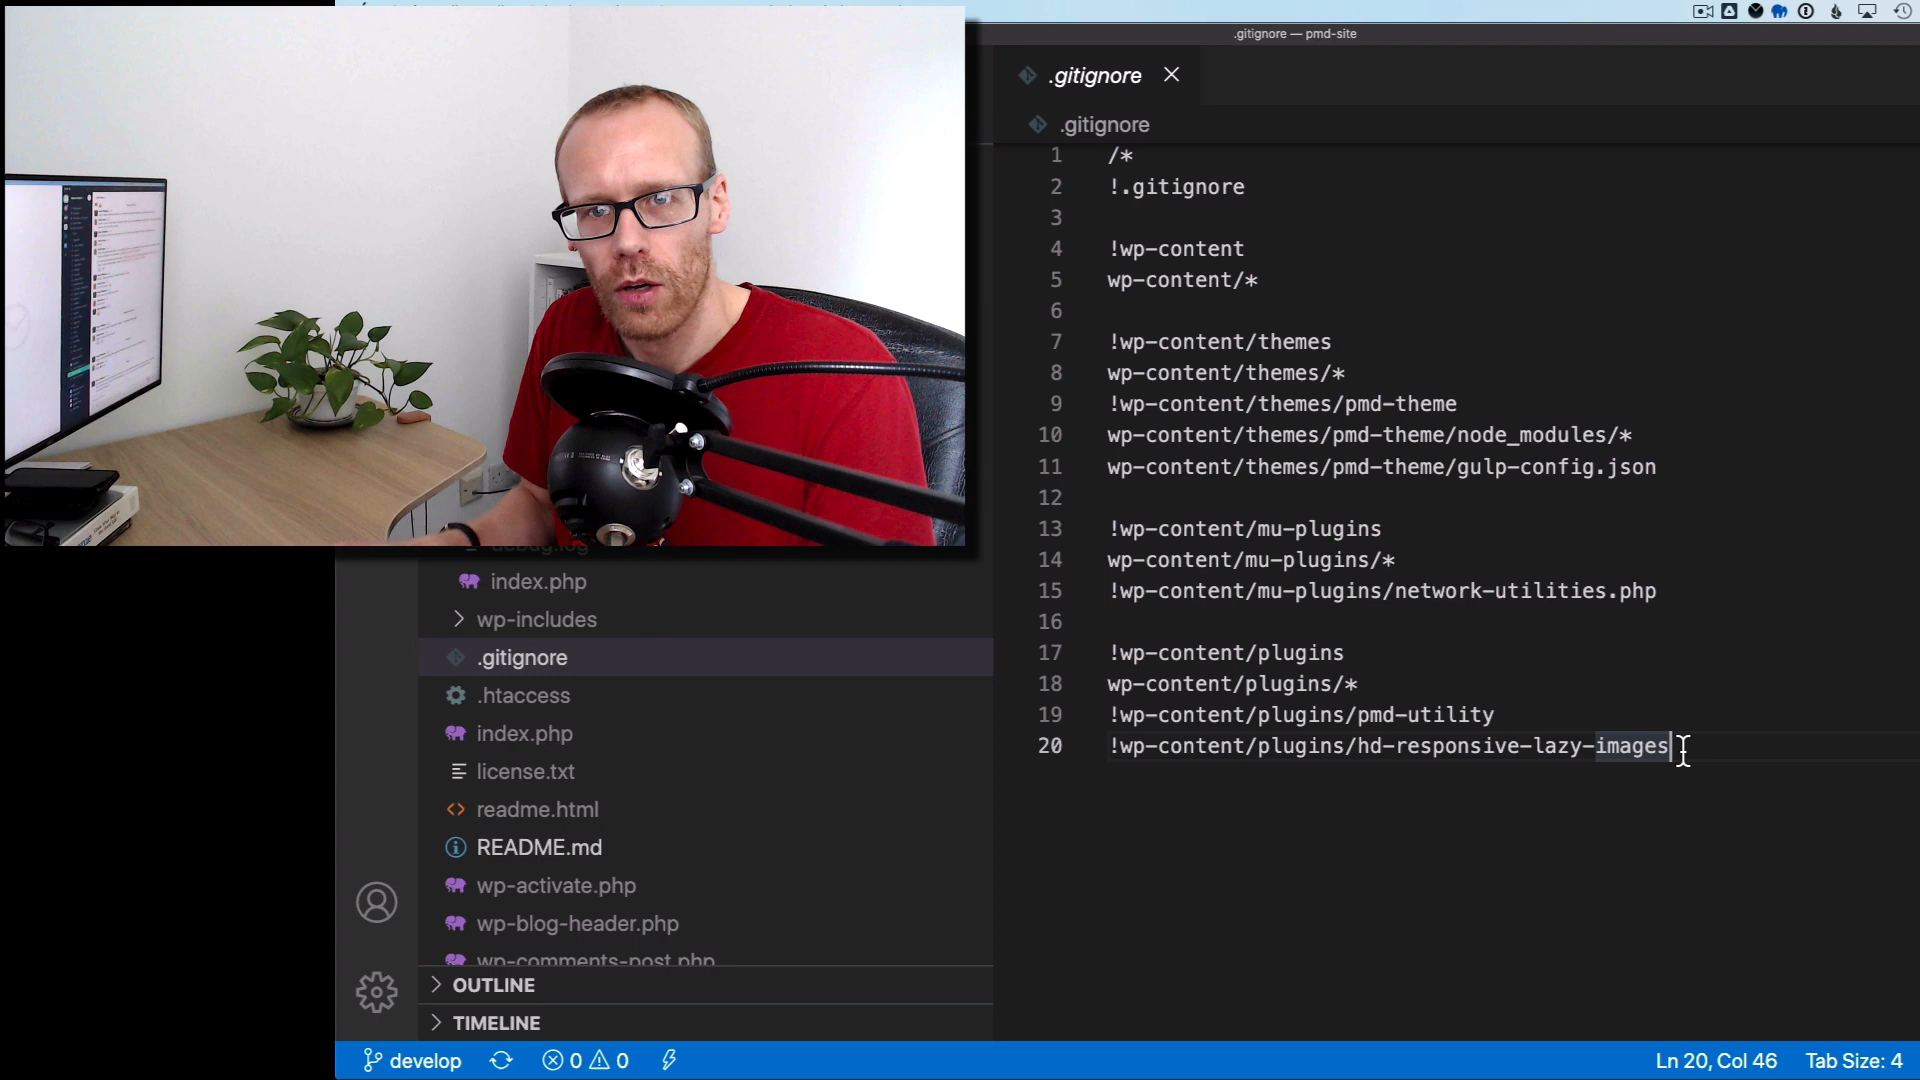 .gitignore — pmd-site
.gitignore
.gitignore
1 /*
2 !.gitignore
3
4 !wp-content
5 wp-content/*
6
7 !wp-content/themes
8 wp-content/themes/*
9 !wp-content/themes/pmd-theme
10 wp-content/themes/pmd-theme/node_modules/*
11 wp-content/themes/pmd-theme/gulp-config.json
12
13 !wp-content/mu-plugins
14 wp-content/mu-plugins/*
15 !wp-content/mu-plugins/network-utilities.php
16
17 !wp-content/plugins
18 wp-content/plugins/*
19 !wp-content/plugins/pmd-utility
20 !wp-content/plugins/hd-responsive-lazy-images
debug.log
index.php
wp-includes
.gitignore
.htaccess
index.php
license.txt
readme.html
README.md
wp-activate.php
wp-blog-header.php
wp-comments-post.php
OUTLINE
TIMELINE
develop 0 0
Ln 20, Col 46 Tab Size: 4